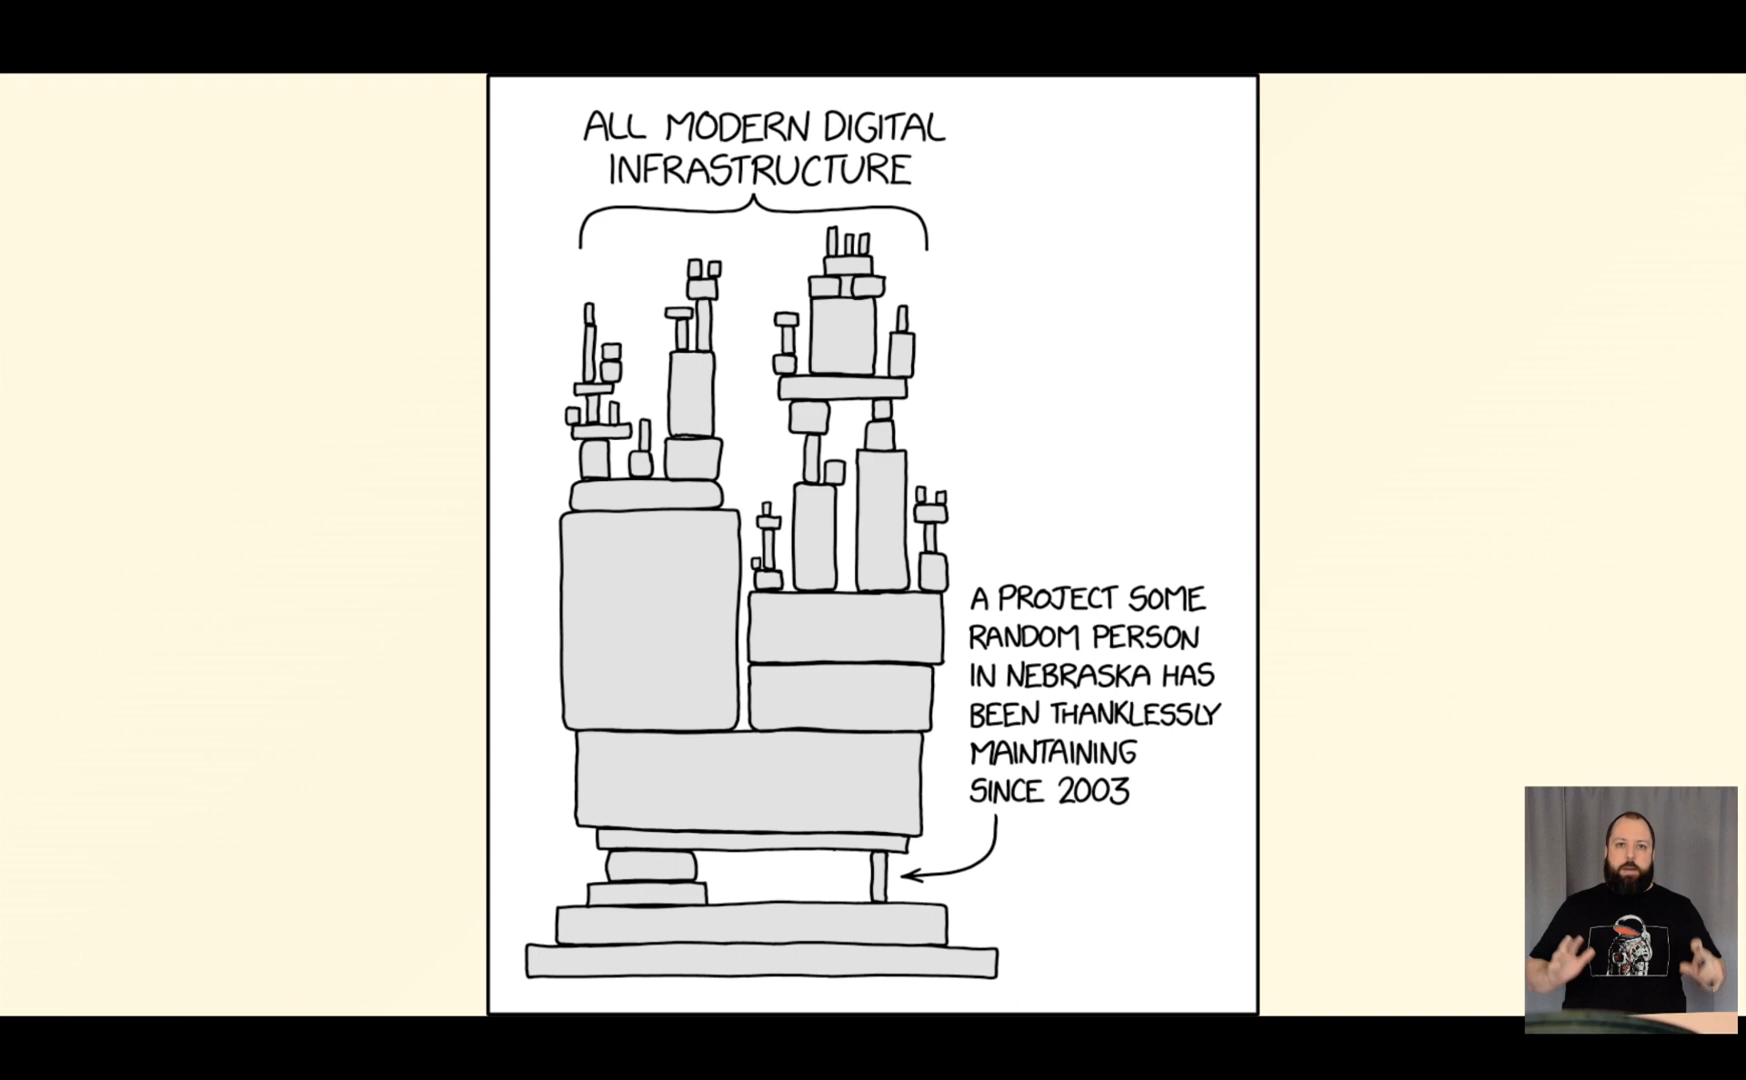 ALL MODERN DIGITAL
INFRASTRUCTURE
A PROJECT SOME
RANDOM PERSON
IN NEBRASKA HAS
BEEN THANKLESSLY
MAINTAINING
SINCE 2003